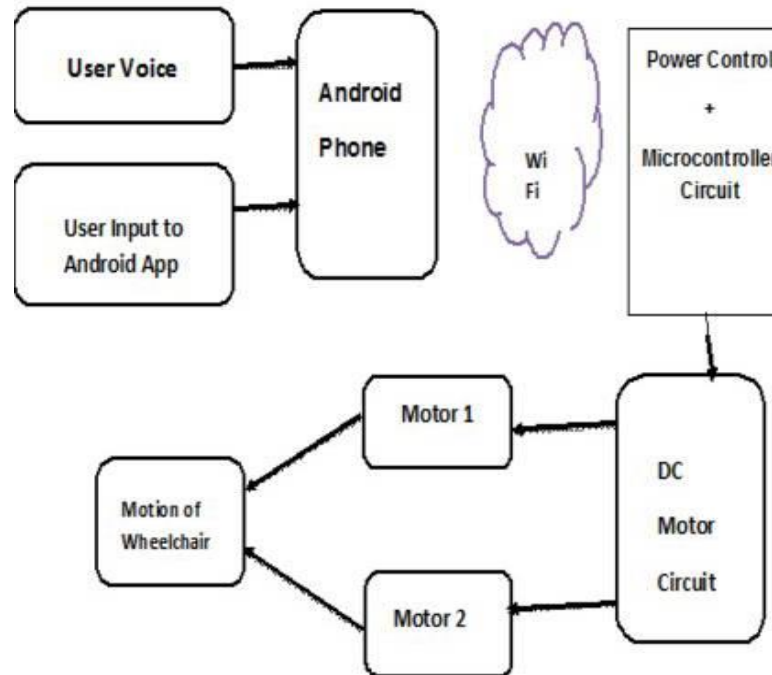 User Voice
User Input to
Android App
Android
Phone
Wi
Fi
Power Control
+
Microcontroller
Circuit
Motor 1
Motor 2
DC
Motor
Circuit
Motion of
Wheelchair